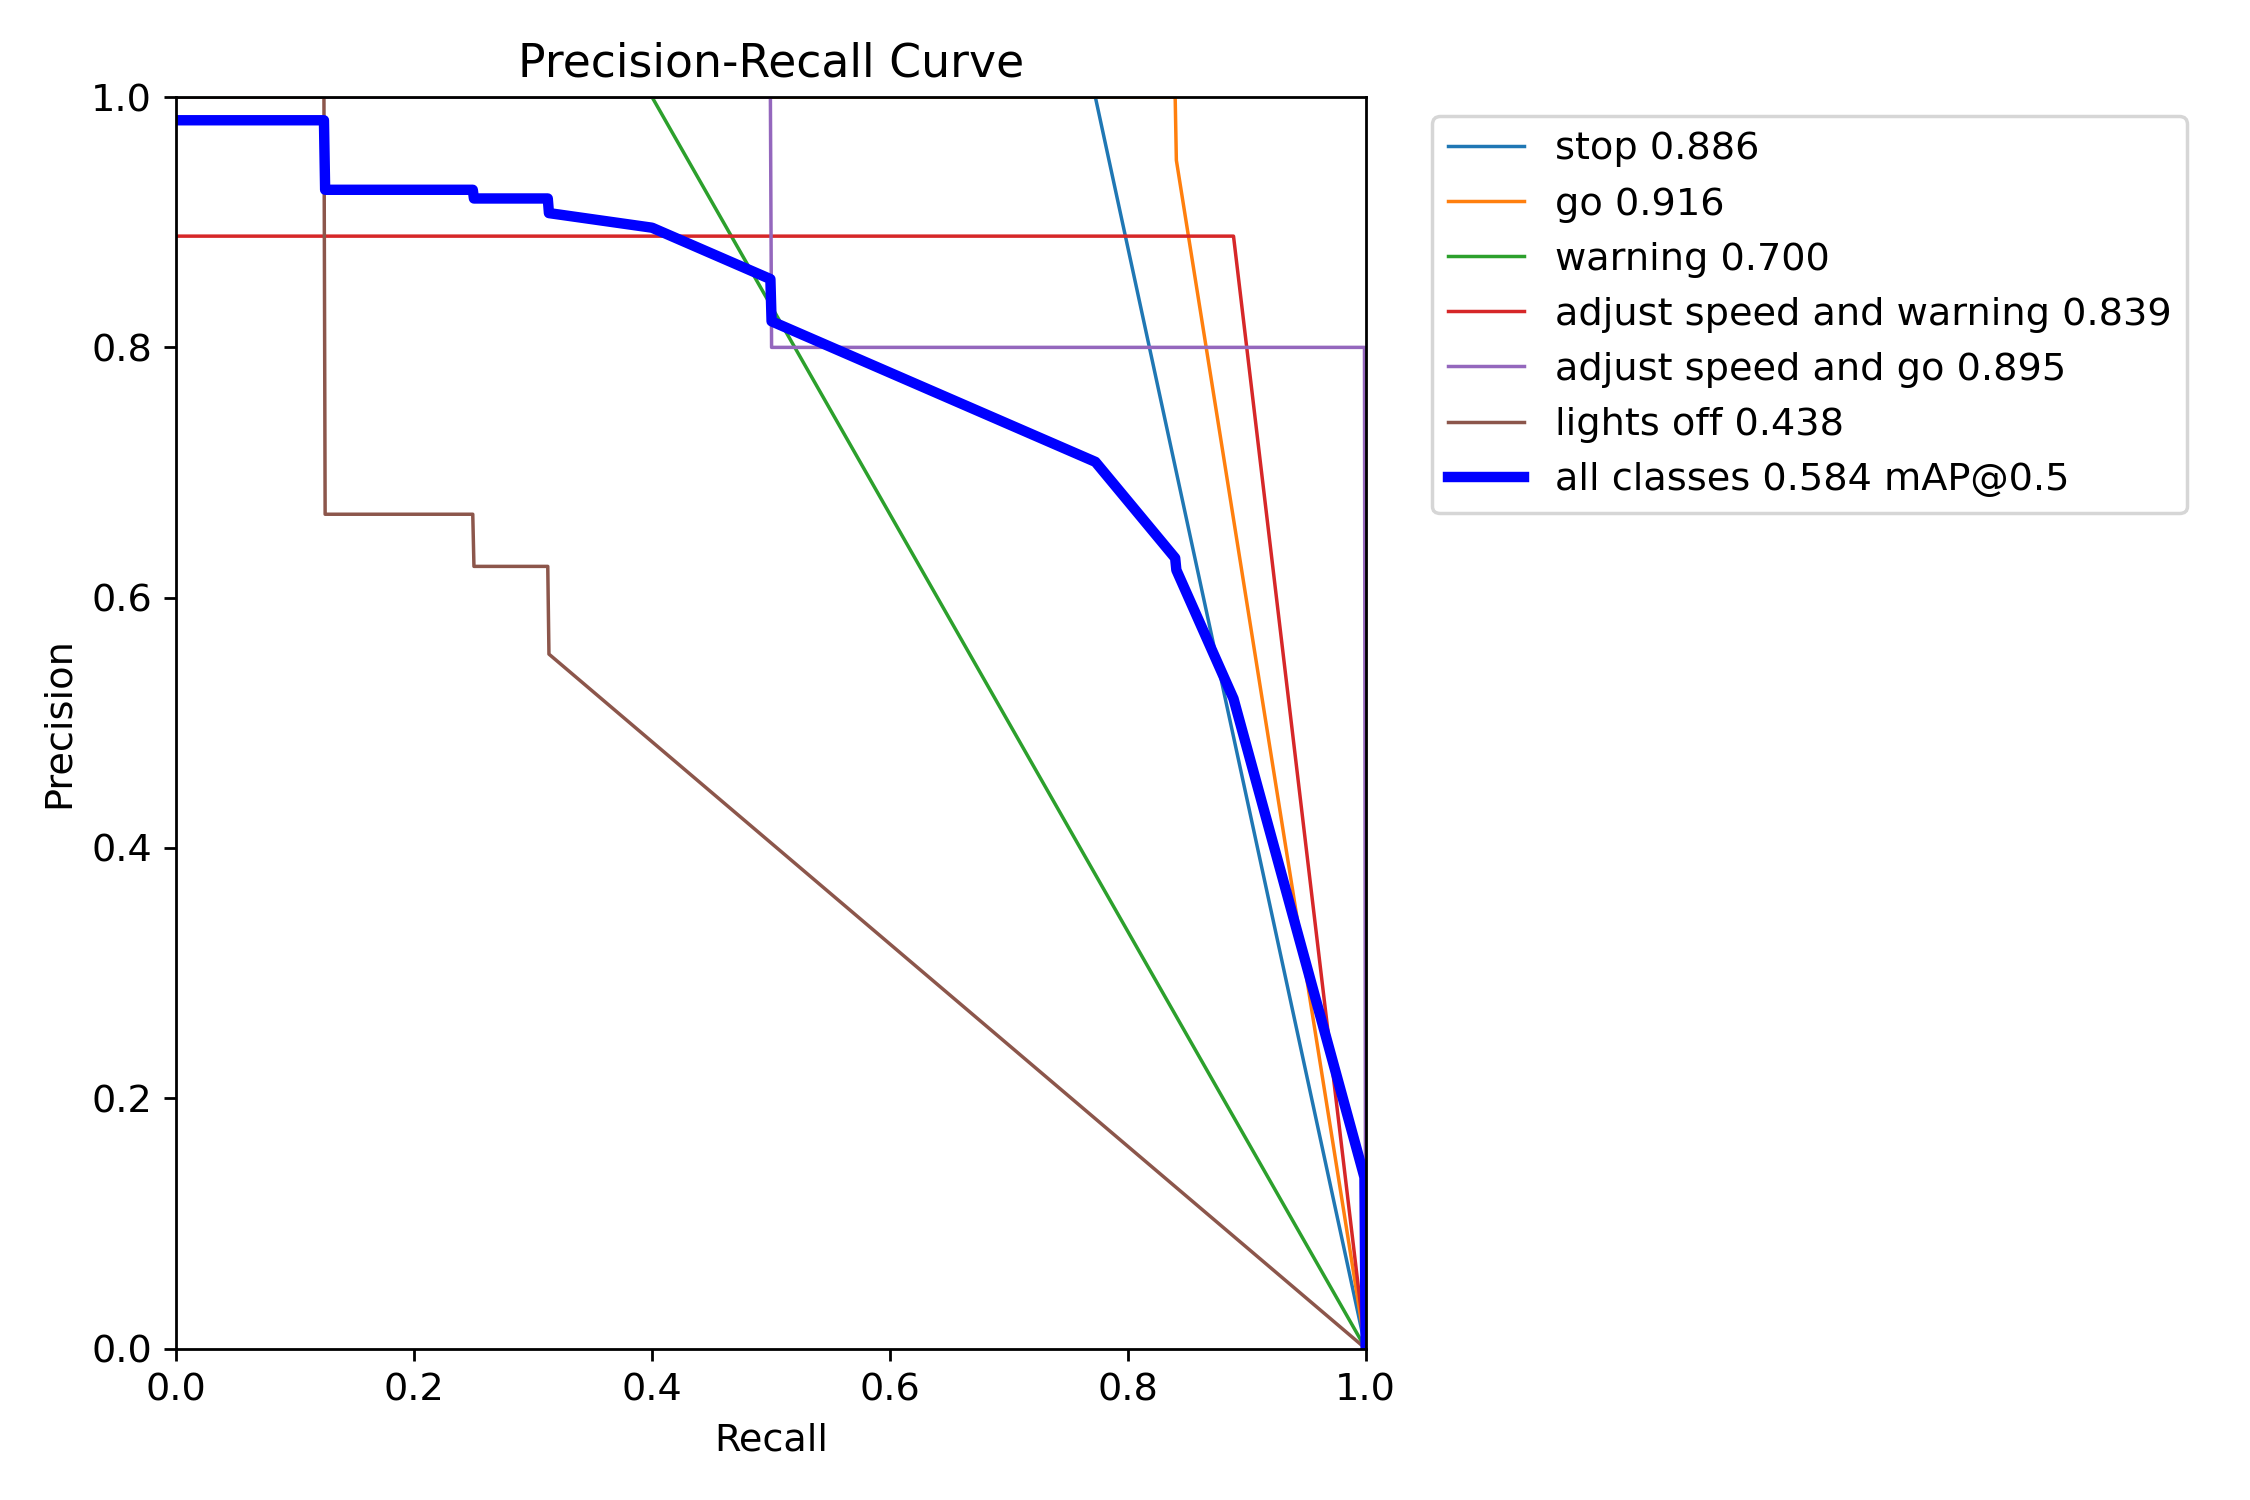 Precision-Recall Curve
1.0
0.8
0.6
0.4
0.2
0.0
Precision
0.0 0.2 0.4 0.6 0.8 1.0
Recall
stop 0.886
go 0.916
warning 0.700
adjust speed and warning 0.839
adjust speed and go 0.895
lights off 0.438
all classes 0.584 mAP@0.5